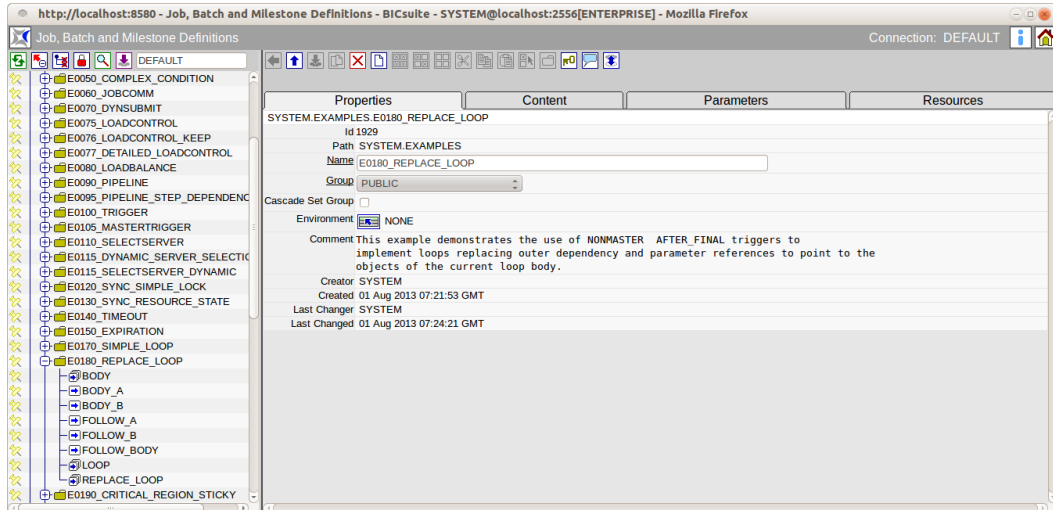 http://localhost:8580 - Job, Batch and Milestone Definitions - BICsuite - SYSTEM@localhost:2556[ENTERPRISE] - Mozilla Firefox
Job, Batch and Milestone Definitions
Connection: DEFAULT
DEFAULT
E0050_COMPLEX_CONDITION
E0060_JOBCOMM
E0070_DYNSUBMIT
E0075_LOADCONTROL
E0076_LOADCONTROL_KEEP
E0077_DETAILED_LOADCONTROL
E0080_LOADBALANCE
E0090_PIPELINE
E0095_PIPELINE_STEP_DEPENDENC
E0100_TRIGGER
E0105_MASTERTRIGGER
E0110_SELECTSERVER
E0115_DYNAMIC_SERVER_SELECTIC
E0115_SELECTSERVER_DYNAMIC
E0120_SYNC_SIMPLE_LOCK
E0130_SYNC_RESOURCE_STATE
E0140_TIMEOUT
E0150_EXPIRATION
E0170_SIMPLE_LOOP
E0180_REPLACE_LOOP
BODY
BODY_A
BODY_B
FOLLOW_A
FOLLOW_B
FOLLOW_BODY
LOOP
REPLACE_LOOP
E0190_CRITICAL_REGION_STICKY
Properties
Content
Parameters
Resources
SYSTEM.EXAMPLES.E0180_REPLACE_LOOP
Id 1929
Path SYSTEM.EXAMPLES
Name E0180_REPLACE_LOOP
Group PUBLIC
Cascade Set Group
Environment NONE
Comment This example demonstrates the use of NONMASTER  AFTER_FINAL triggers to
implement loops replacing outer dependency and parameter references to point to the
objects of the current loop body.
Creator SYSTEM
Created 01 Aug 2013 07:21:53 GMT
Last Changer SYSTEM
Last Changed 01 Aug 2013 07:24:21 GMT